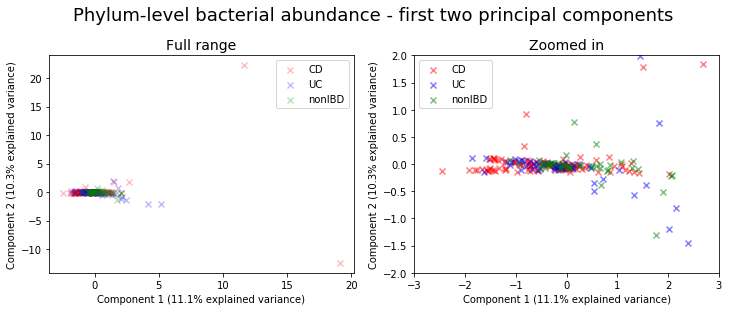 Phylum-level bacterial abundance - first two principal components
Full range
Component 2 (10.3% explained variance)
20
15
10
5
0
−5
−10
0
5
10
15
20
Component 1 (11.1% explained variance)
CD
UC
nonIBD
Zoomed in
Component 2 (10.3% explained variance)
2.0
1.5
1.0
0.5
0.0
−0.5
−1.0
−1.5
−2.0
−3
−2
−1
0
1
2
3
Component 1 (11.1% explained variance)
CD
UC
nonIBD